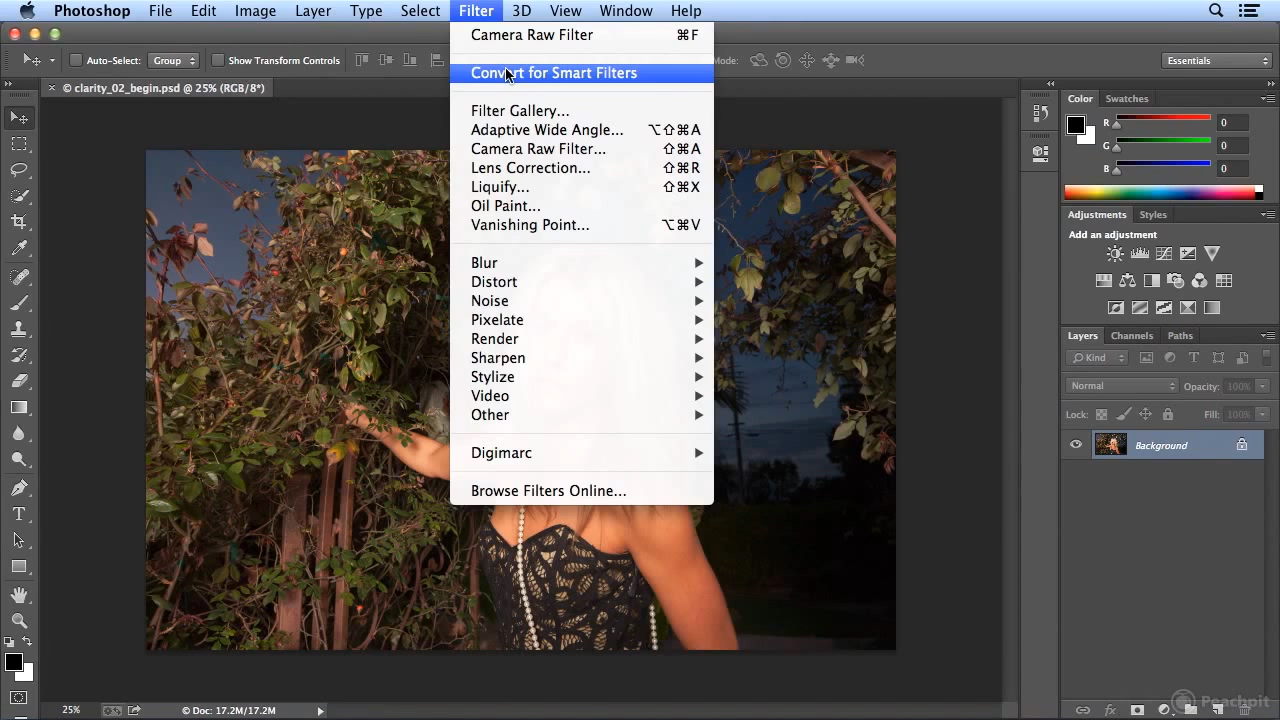 Photoshop File Edit Image Layer Type Select Filter 3D View Window Help
Auto-Select: Group Show Transform Controls Mode: Essentials
× © clarity_02_begin.psd @ 25% (RGB/8*)
Camera Raw Filter ⌘F
Convert for Smart Filters
Filter Gallery...
Adaptive Wide Angle... ⌥⇧⌘A
Camera Raw Filter... ⇧⌘A
Lens Correction... ⇧⌘R
Liquify... ⇧⌘X
Oil Paint...
Vanishing Point... ⌥⌘V
Blur
Distort
Noise
Pixelate
Render
Sharpen
Stylize
Video
Other
Digimarc
Browse Filters Online...
Color Swatches
R 0
G 0
B 0
Adjustments Styles
Add an adjustment
Layers Channels Paths
Kind
Normal Opacity: 100%
Lock: Fill: 100%
Background
T
25% © Doc: 17.2M/17.2M
fx
Peachpit